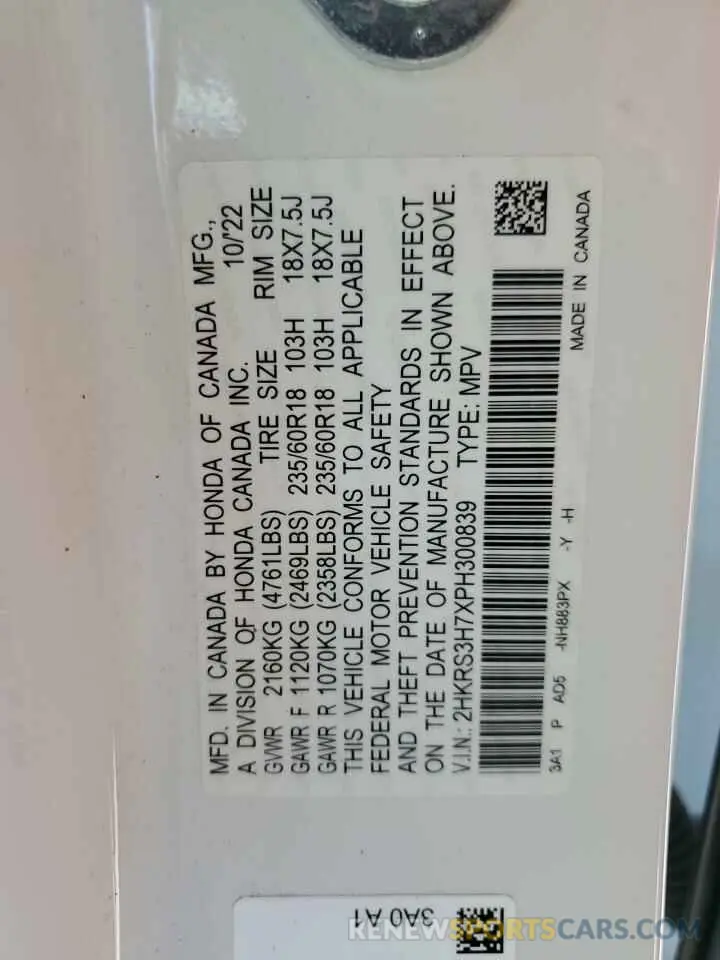 MFD. IN CANADA BY HONDA OF CANADA MFG.,
A DIVISION OF HONDA CANADA INC. 10/22
GVWR 2160KG (4761LBS) TIRE SIZE RIM SIZE
GAWR F 1120KG (2469LBS) 235/60R18 103H 18X7.5J
GAWR R 1070KG (2358LBS) 235/60R18 103H 18X7.5J
THIS VEHICLE CONFORMS TO ALL APPLICABLE
FEDERAL MOTOR VEHICLE SAFETY
AND THEFT PREVENTION STANDARDS IN EFFECT
ON THE DATE OF MANUFACTURE SHOWN ABOVE.
V.I.N.: 2HKRS3H7XPH300839 TYPE: MPV
3A1 P AD5 -NH883PX -Y -H
MADE IN CANADA
3A0 A1
RENEWSPORTSCARS.COM